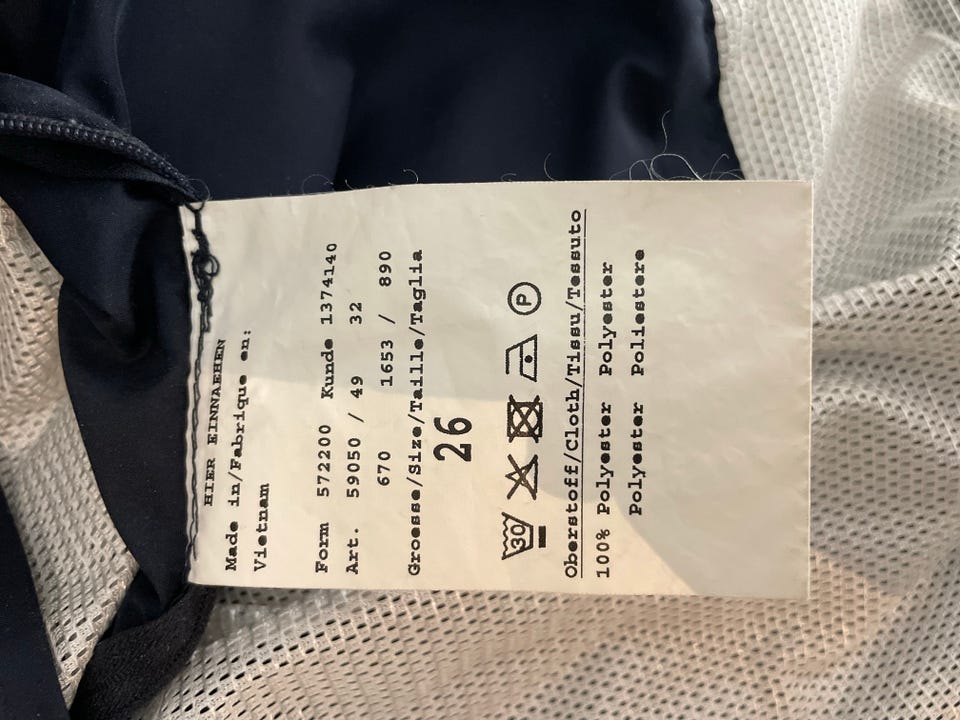 HIER EINNAEHEN
Made in/Fabrique en:
Vietnam
Form 572200 Kunde 1374140
Art. 59050 / 49 32
670 1653 / 890
Groesse/Size/Taille/Taglia
26
30 P
Oberstoff/Cloth/Tissu/Tessuto
100% Polyester Polyester
Polyester Poliestere